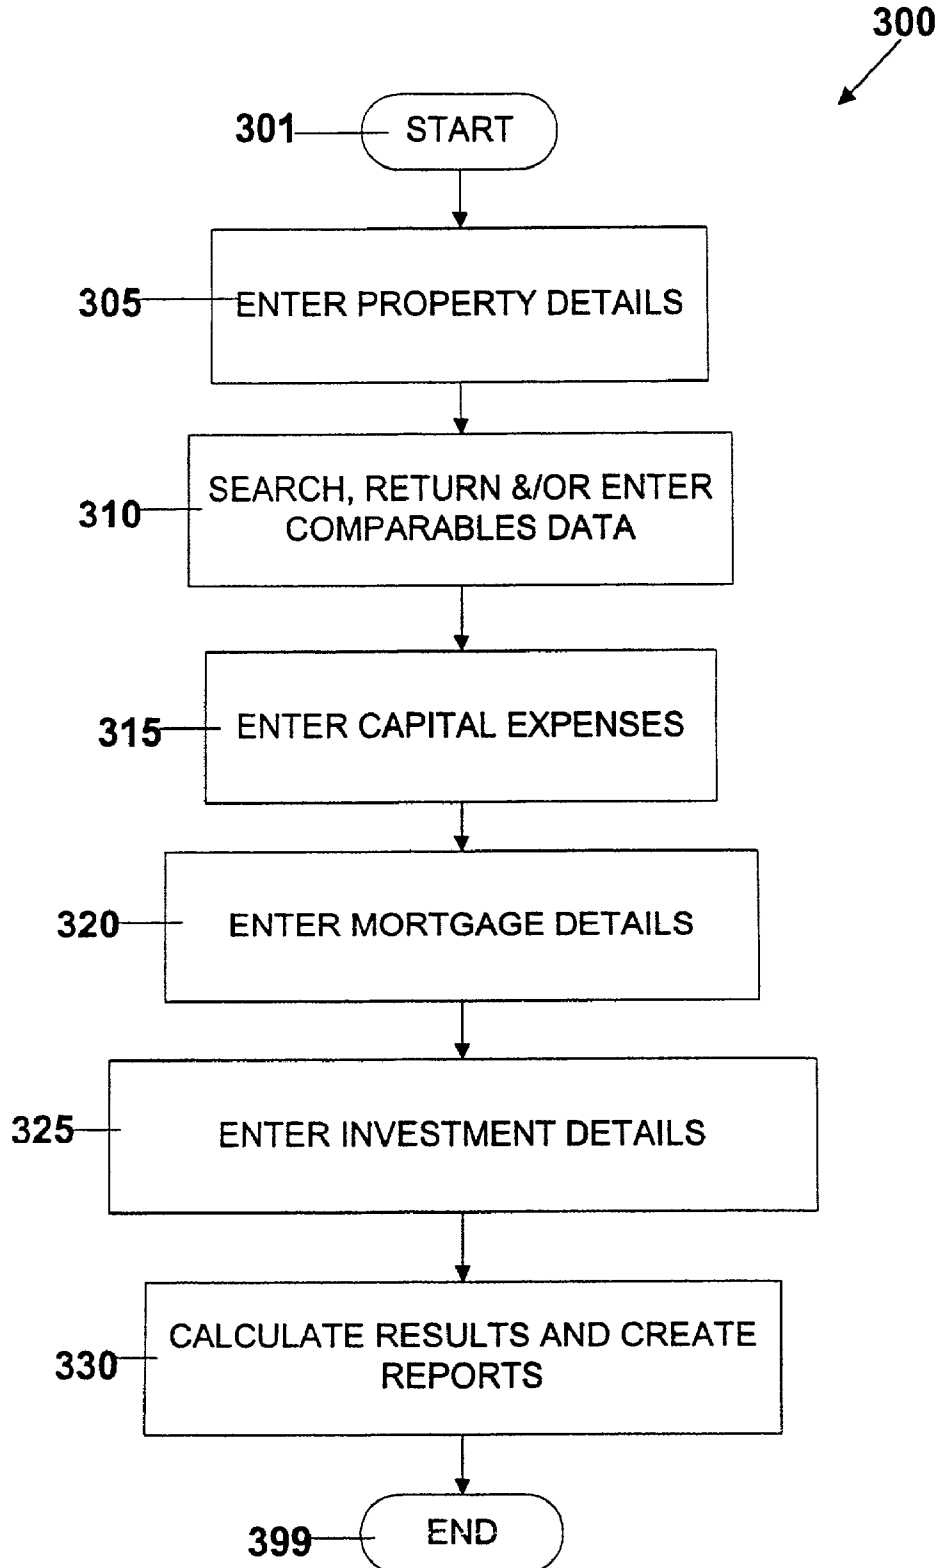 300
301 START
305 ENTER PROPERTY DETAILS
SEARCH, RETURN &/OR ENTER
310 COMPARABLES DATA
315 ENTER CAPITAL EXPENSES
320 ENTER MORTGAGE DETAILS
325 ENTER INVESTMENT DETAILS
CALCULATE RESULTS AND CREATE
330 REPORTS
399 END